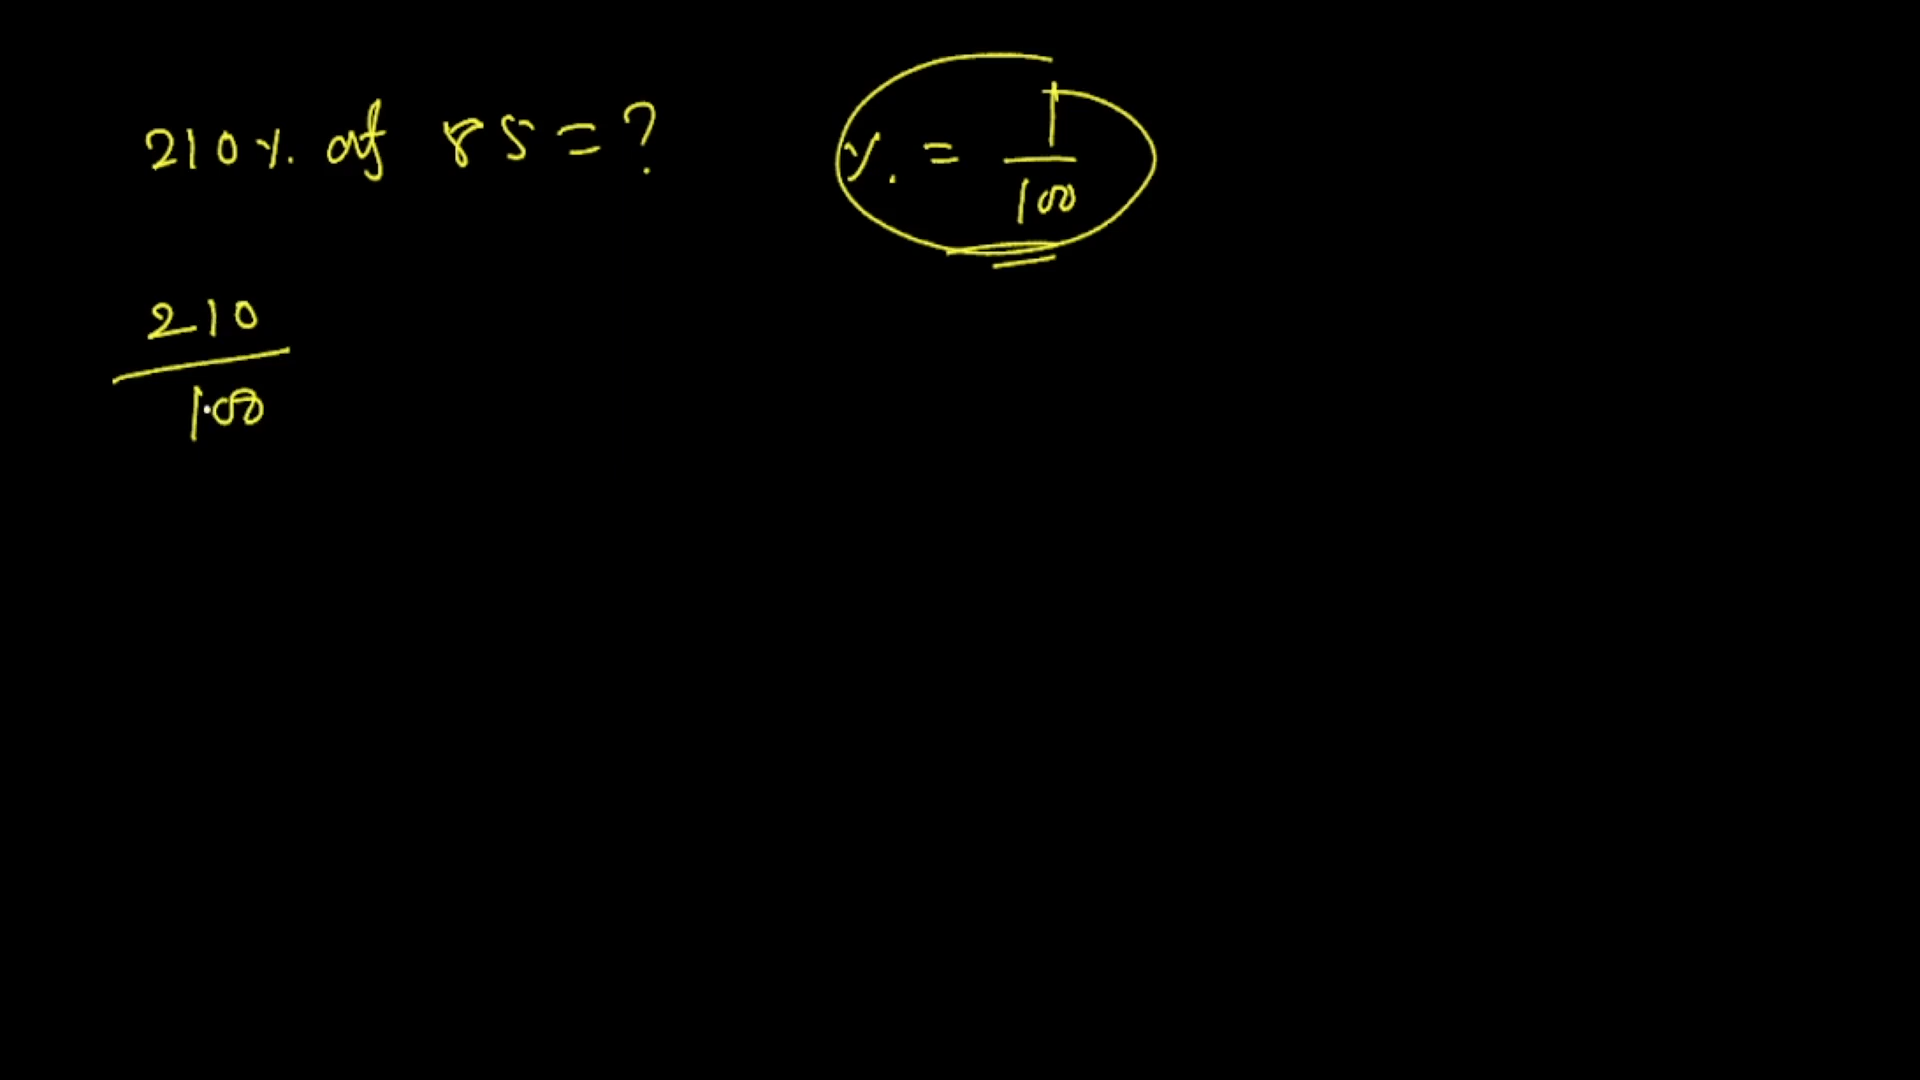 210% of 85 = ?
% = 1/100
210
100